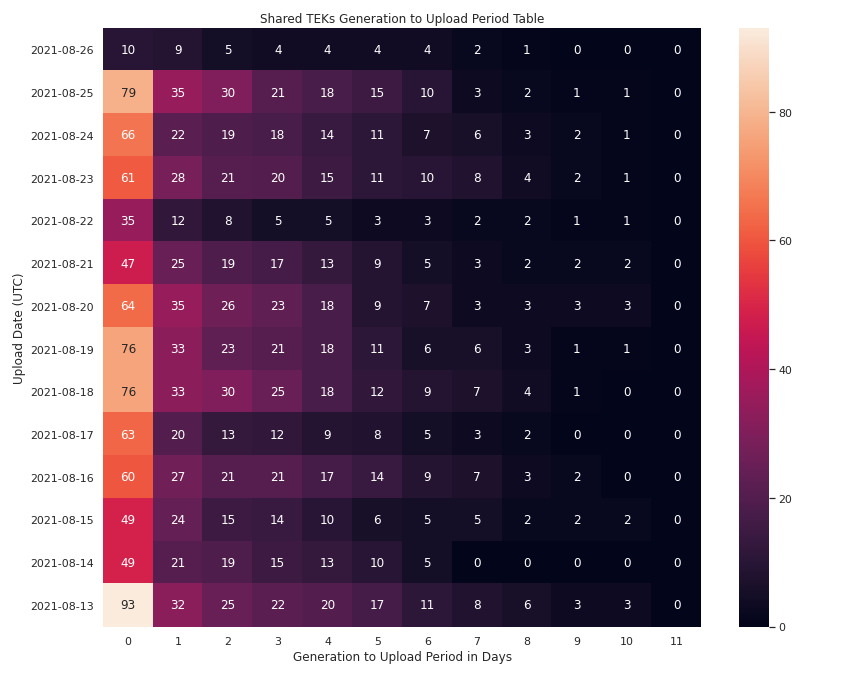 Shared TEKs Generation to Upload Period Table
Upload Date (UTC)
2021-08-26 10 9 5 4 4 4 4 2 1 0 0 0
2021-08-25 79 35 30 21 18 15 10 3 2 1 1 0
2021-08-24 66 22 19 18 14 11 7 6 3 2 1 0
2021-08-23 61 28 21 20 15 11 10 8 4 2 1 0
2021-08-22 35 12 8 5 5 3 3 2 2 1 1 0
2021-08-21 47 25 19 17 13 9 5 3 2 2 2 0
2021-08-20 64 35 26 23 18 9 7 3 3 3 3 0
2021-08-19 76 33 23 21 18 11 6 6 3 1 1 0
2021-08-18 76 33 30 25 18 12 9 7 4 1 0 0
2021-08-17 63 20 13 12 9 8 5 3 2 0 0 0
2021-08-16 60 27 21 21 17 14 9 7 3 2 0 0
2021-08-15 49 24 15 14 10 6 5 5 2 2 2 0
2021-08-14 49 21 19 15 13 10 5 0 0 0 0 0
2021-08-13 93 32 25 22 20 17 11 8 6 3 3 0
0 1 2 3 4 5 6 7 8 9 10 11
Generation to Upload Period in Days
80
60
40
20
0